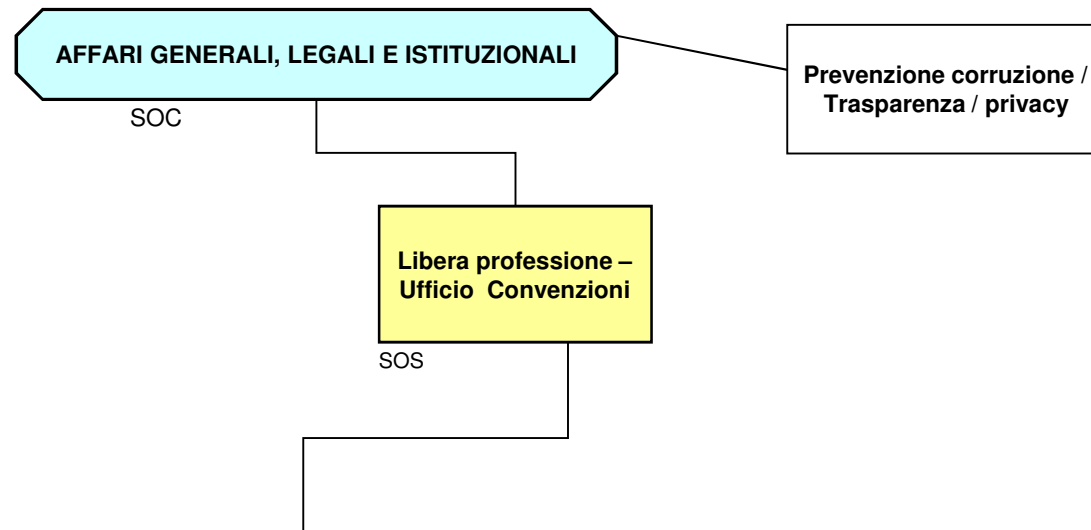 AFFARI GENERALI, LEGALI E ISTITUZIONALI
SOC
Prevenzione corruzione /
Trasparenza / privacy
Libera professione –
Ufficio Convenzioni
SOS